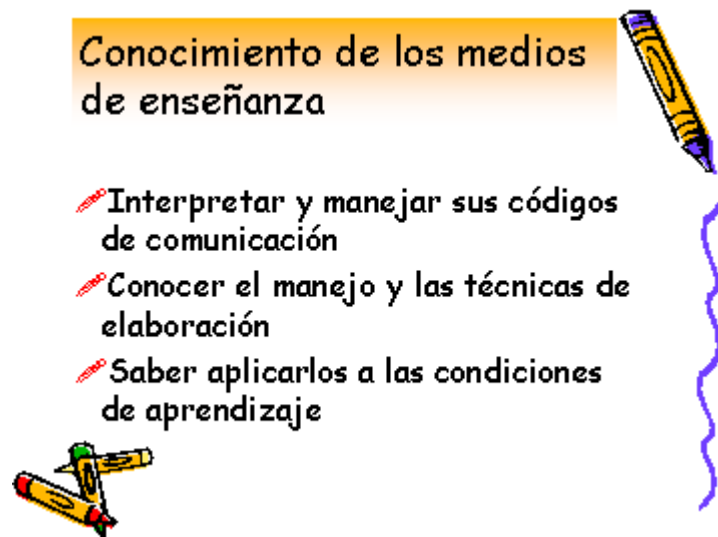 Conocimiento de los medios
de enseñanza
Interpretar y manejar sus códigos
de comunicación
Conocer el manejo y las técnicas de
elaboración
Saber aplicarlos a las condiciones
de aprendizaje